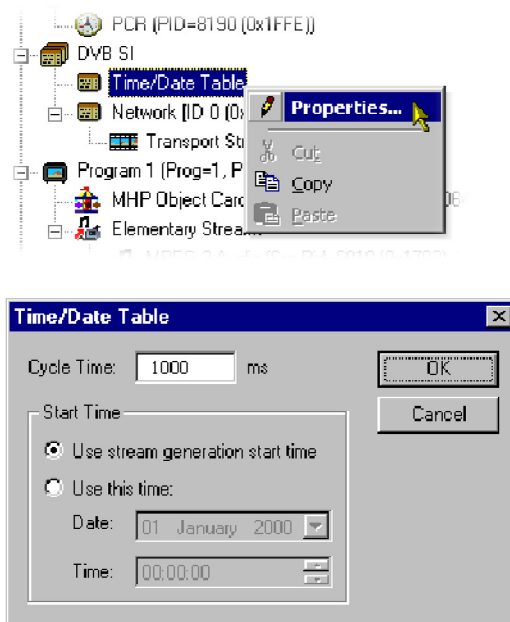 PCR (PID=8190 (0x1FFE))
DVB SI
Time/Date Table
Network [ID 0 (0x
Properties...
Transport Str
Cut
Program 1 (Prog=1, P
Copy
MHP Object Caro
06
Paste
Elementary Stream
Time/Date Table
Cycle Time: 1000 ms
OK
Start Time
Cancel
Use stream generation start time
Use this time:
Date: 01 January 2000
Time: 00:00:00